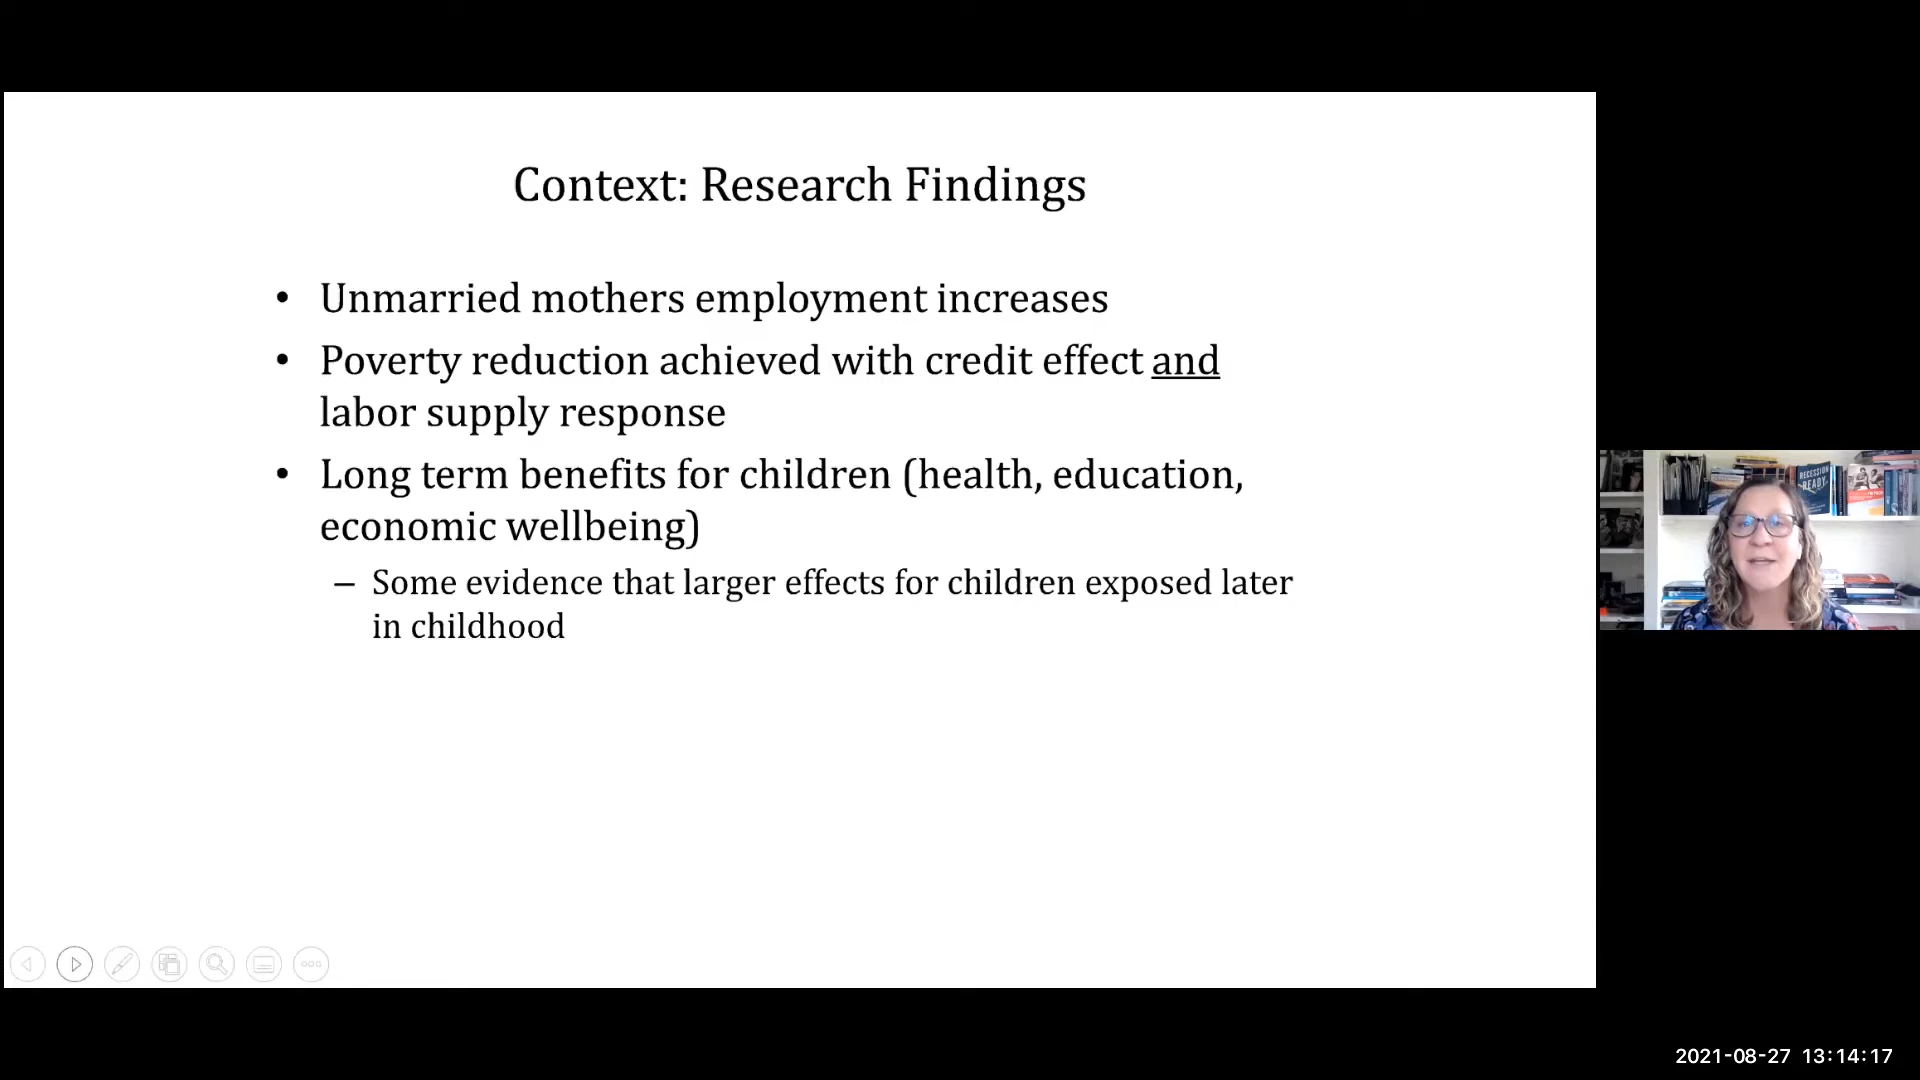 Context: Research Findings
• Unmarried mothers employment increases
• Poverty reduction achieved with credit effect and
labor supply response
• Long term benefits for children (health, education,
economic wellbeing)
– Some evidence that larger effects for children exposed later
in childhood
RECESSION
READY
2021-08-27 13:14:17